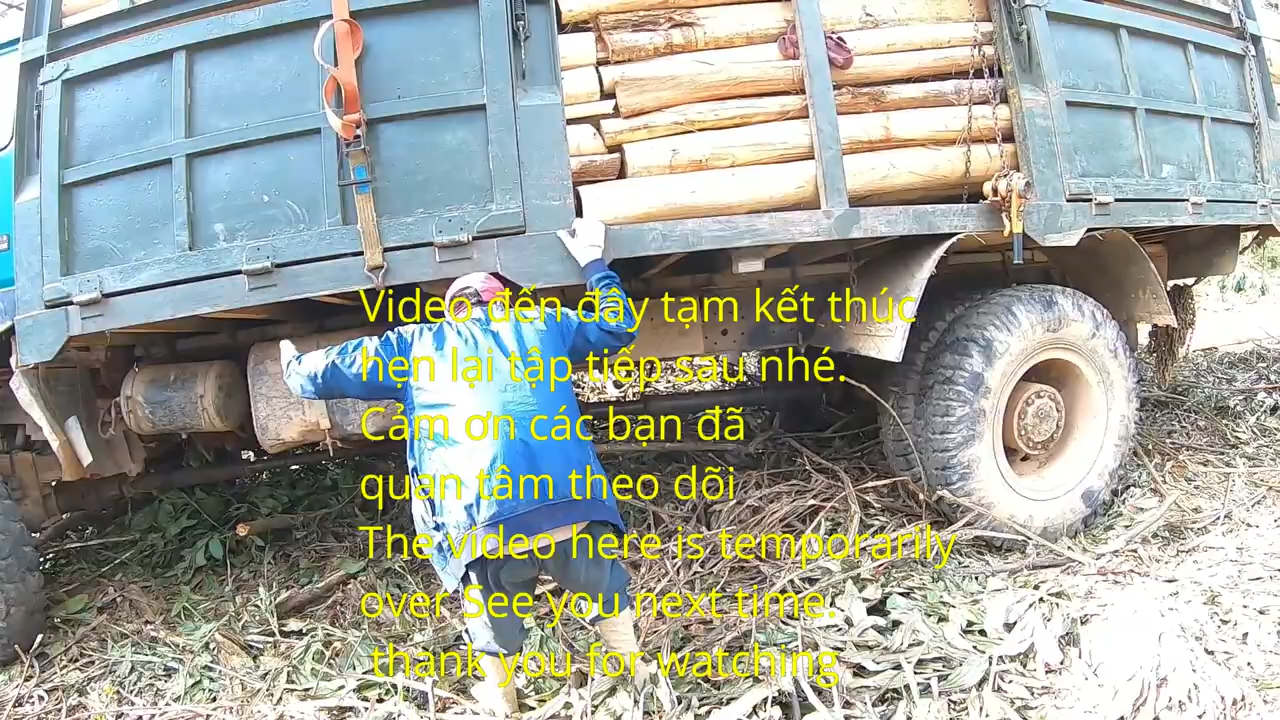 Video đến đây tạm kết thúc
hẹn lại tập tiếp sau nhé.
Cảm ơn các bạn đã
quan tâm theo dõi
The video here is temporarily
over See you next time.
thank you for watching